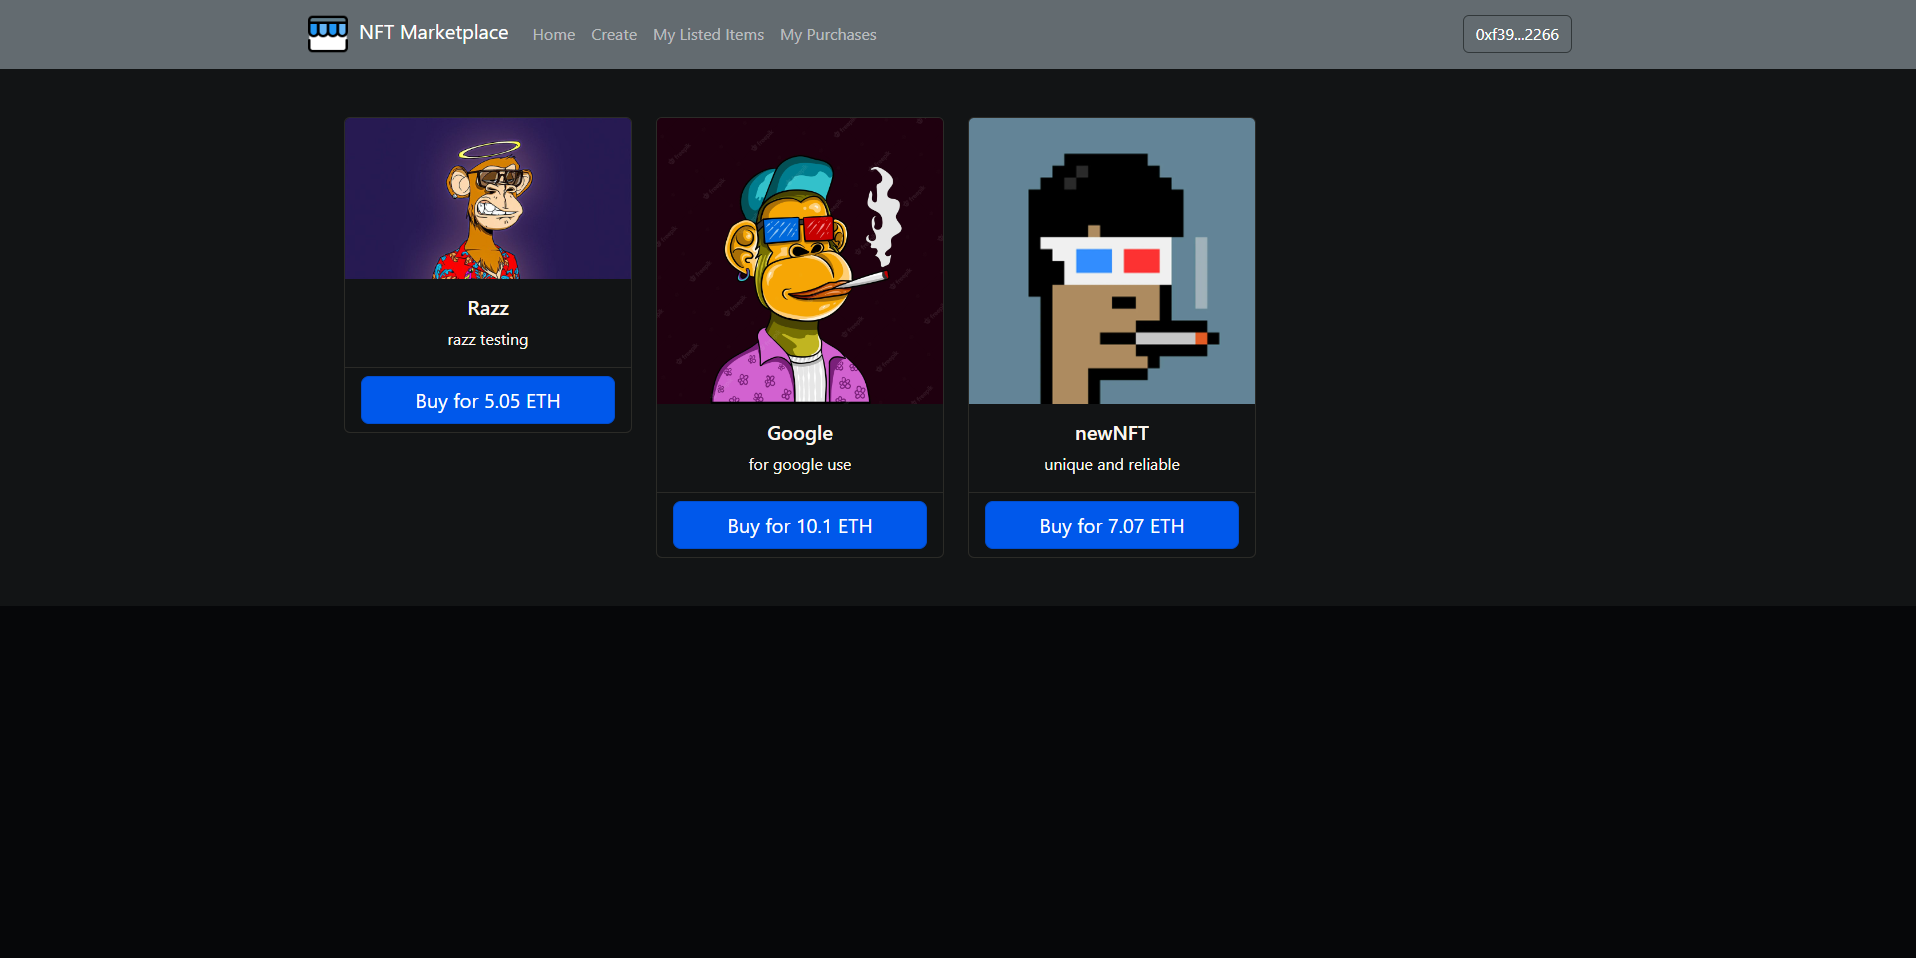 NFT Marketplace Home Create My Listed Items My Purchases 0xf39...2266
Razz
razz testing
Buy for 5.05 ETH
Google
for google use
Buy for 10.1 ETH
newNFT
unique and reliable
Buy for 7.07 ETH